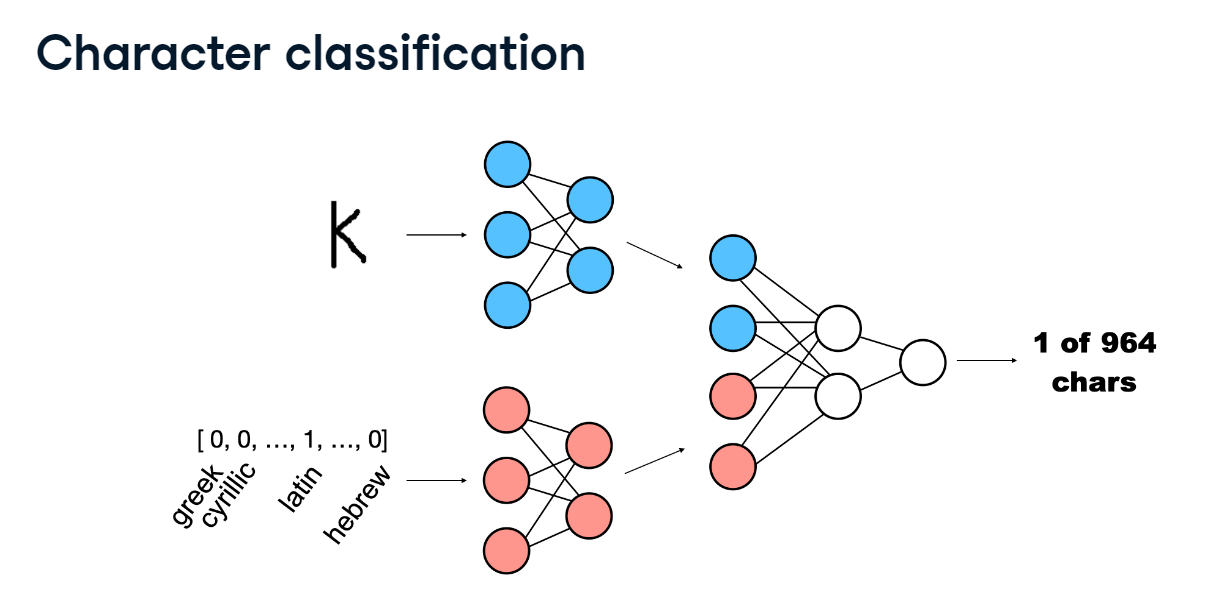 Character classification
K
[ 0, 0, ..., 1, ..., 0]
greek
cyrillic
latin
hebrew
1 of 964
chars